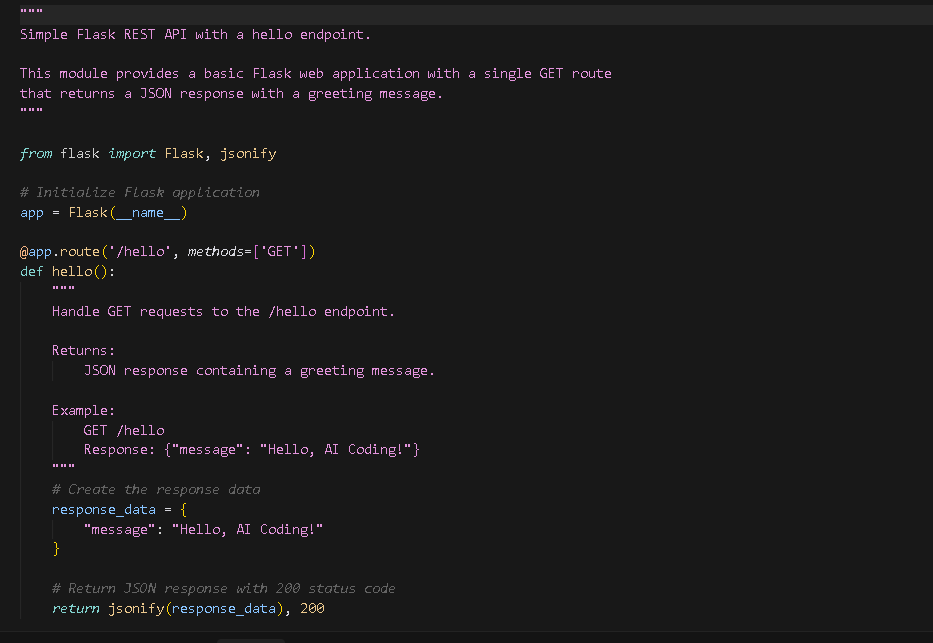 """
Simple Flask REST API with a hello endpoint.

This module provides a basic Flask web application with a single GET route
that returns a JSON response with a greeting message.
"""

from flask import Flask, jsonify

# Initialize Flask application
app = Flask(__name__)

@app.route('/hello', methods=['GET'])
def hello():
    """
    Handle GET requests to the /hello endpoint.

    Returns:
        JSON response containing a greeting message.

    Example:
        GET /hello
        Response: {"message": "Hello, AI Coding!"}
    """
    # Create the response data
    response_data = {
        "message": "Hello, AI Coding!"
    }

    # Return JSON response with 200 status code
    return jsonify(response_data), 200